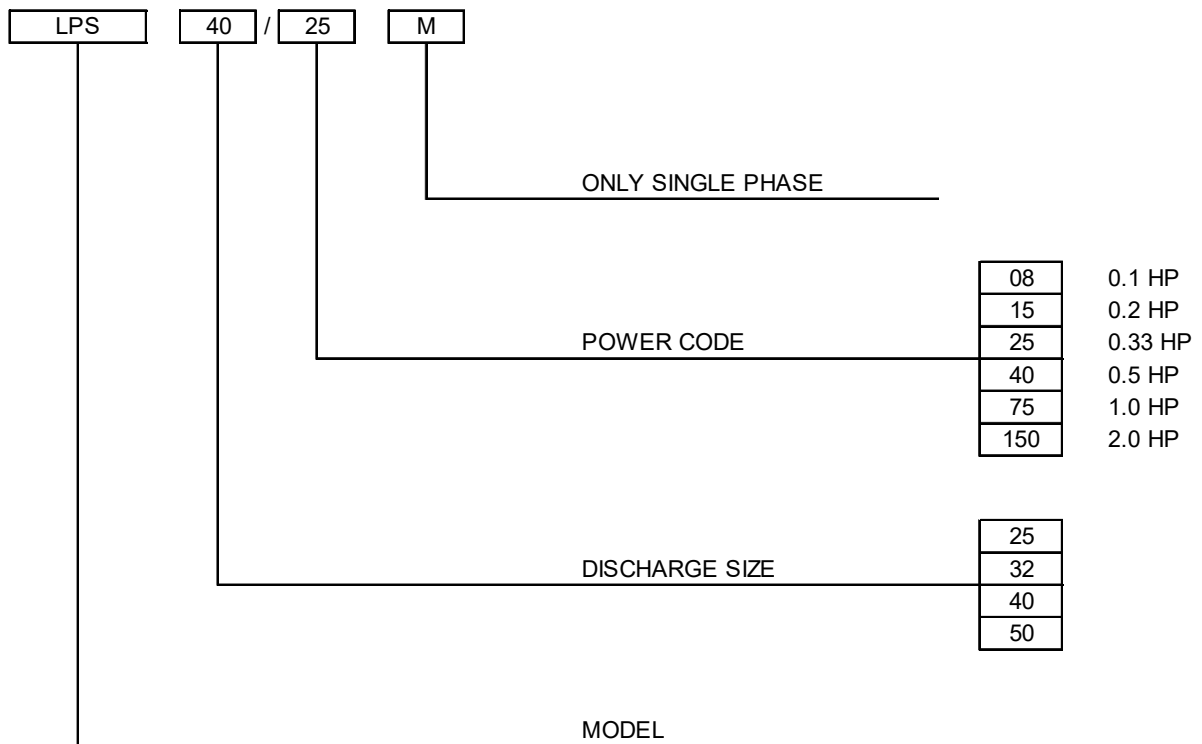 LPS 40 / 25 M
ONLY SINGLE PHASE
08 0.1 HP
15 0.2 HP
POWER CODE 25 0.33 HP
40 0.5 HP
75 1.0 HP
150 2.0 HP
25
DISCHARGE SIZE 32
40
50
MODEL